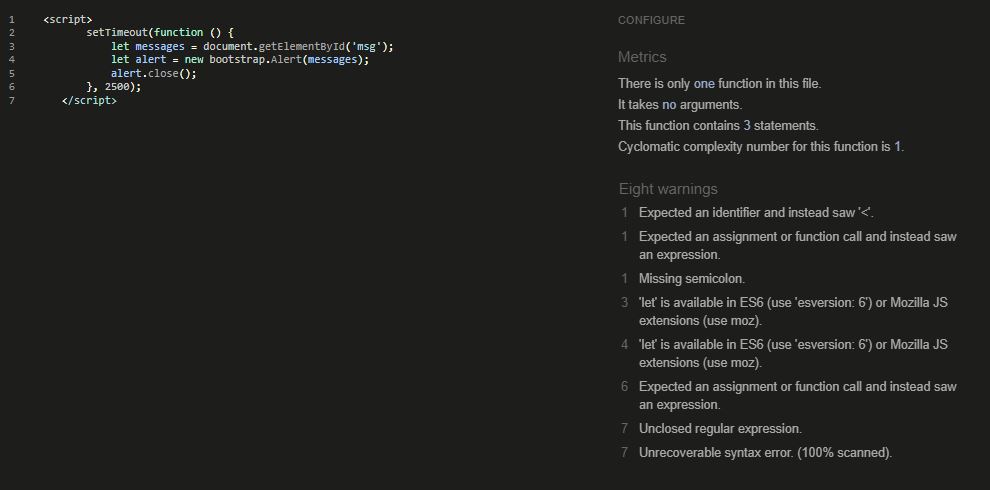 1 <script>
2 setTimeout(function () {
3 let messages = document.getElementById('msg');
4 let alert = new bootstrap.Alert(messages);
5 alert.close();
6 }, 2500);
7 </script>
CONFIGURE
Metrics
There is only one function in this file.
It takes no arguments.
This function contains 3 statements.
Cyclomatic complexity number for this function is 1.
Eight warnings
1 Expected an identifier and instead saw '<'.
1 Expected an assignment or function call and instead saw
an expression.
1 Missing semicolon.
3 'let' is available in ES6 (use 'esversion: 6') or Mozilla JS
extensions (use moz).
4 'let' is available in ES6 (use 'esversion: 6') or Mozilla JS
extensions (use moz).
6 Expected an assignment or function call and instead saw
an expression.
7 Unclosed regular expression.
7 Unrecoverable syntax error. (100% scanned).